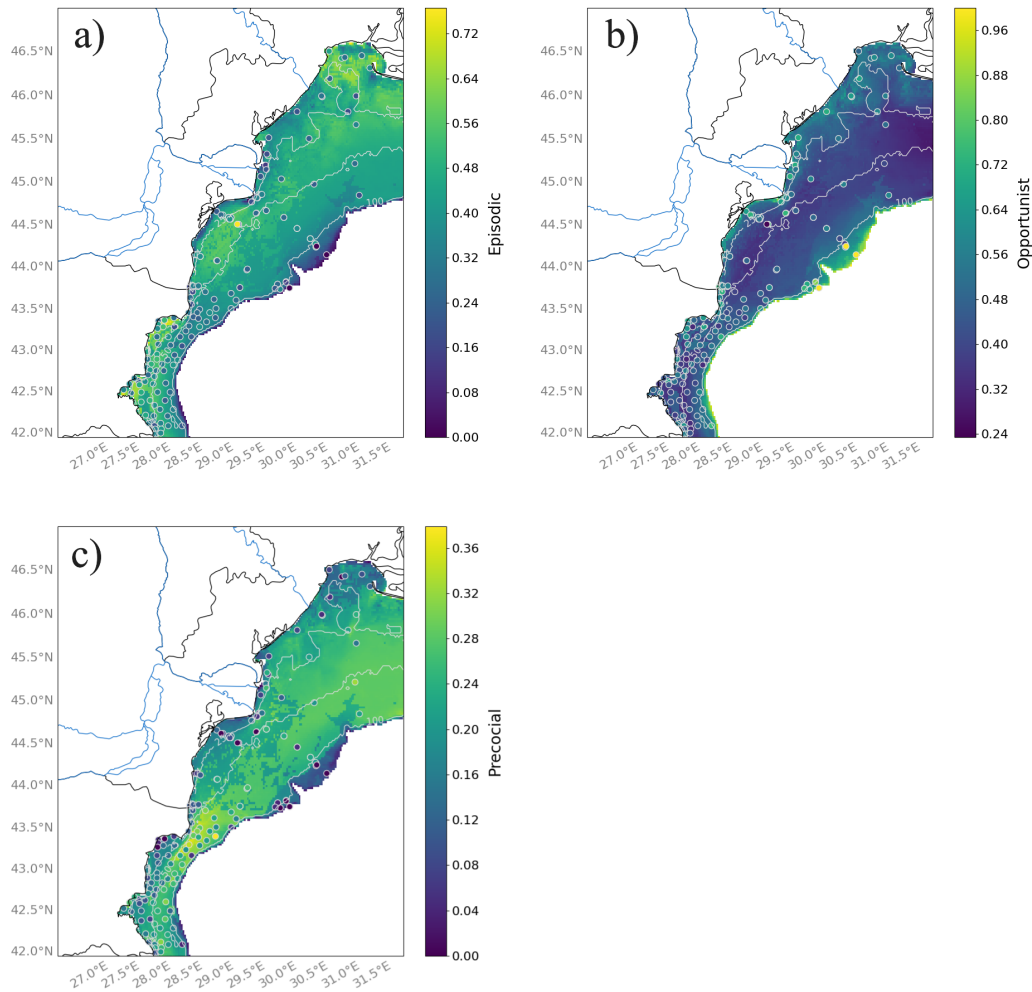 a)
46.5°N
46.0°N
45.5°N
45.0°N
44.5°N
44.0°N
43.5°N
43.0°N
42.5°N
42.0°N
27.0°E
27.5°E
28.0°E
28.5°E
29.0°E
29.5°E
30.0°E
30.5°E
31.0°E
31.5°E
100
0.72
0.64
0.56
0.48
0.40
0.32
0.24
0.16
0.08
0.00
Episodic
b)
46.5°N
46.0°N
45.5°N
45.0°N
44.5°N
44.0°N
43.5°N
43.0°N
42.5°N
42.0°N
27.0°E
27.5°E
28.0°E
28.5°E
29.0°E
29.5°E
30.0°E
30.5°E
31.0°E
31.5°E
100
0.96
0.88
0.80
0.72
0.64
0.56
0.48
0.40
0.32
0.24
Opportunist
c)
46.5°N
46.0°N
45.5°N
45.0°N
44.5°N
44.0°N
43.5°N
43.0°N
42.5°N
42.0°N
27.0°E
27.5°E
28.0°E
28.5°E
29.0°E
29.5°E
30.0°E
30.5°E
31.0°E
31.5°E
100
0.36
0.32
0.28
0.24
0.20
0.16
0.12
0.08
0.04
0.00
Precocial